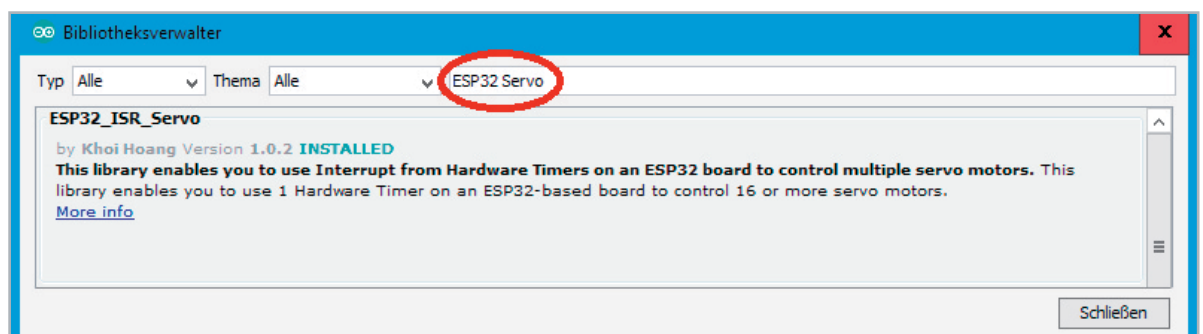 Bibliotheksverwalter
x
Typ Alle Thema Alle ESP32 Servo
ESP32_ISR_Servo
by Khoi Hoang Version 1.0.2 INSTALLED
This library enables you to use Interrupt from Hardware Timers on an ESP32 board to control multiple servo motors. This
library enables you to use 1 Hardware Timer on an ESP32-based board to control 16 or more servo motors.
More info
Schließen